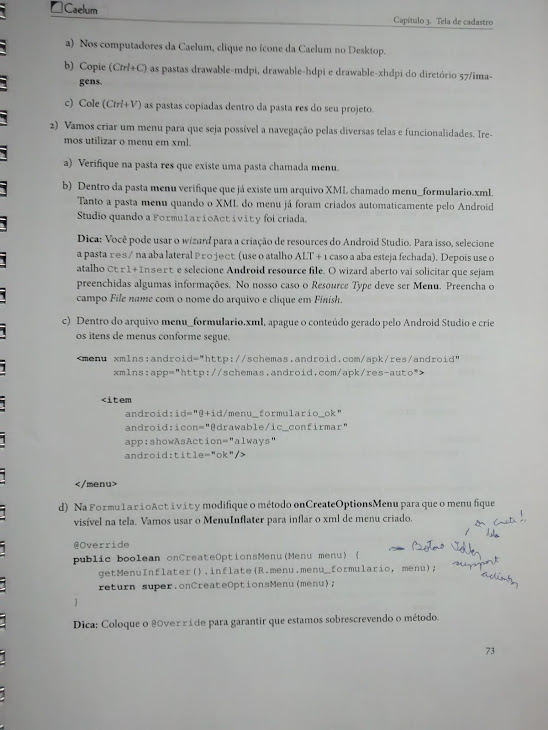 Caelum
Capítulo 3. Tela de cadastro
a) Nos computadores da Caelum, clique no ícone da Caelum no Desktop.
b) Copie (Ctrl+C) as pastas drawable-mdpi, drawable-hdpi e drawable-xhdpi do diretório 57/ima-
gens.
c) Cole (Ctrl+V) as pastas copiadas dentro da pasta res do seu projeto.
2) Vamos criar um menu para que seja possível a navegação pelas diversas telas e funcionalidades. Ire-
mos utilizar o menu em xml.
a) Verifique na pasta res que existe uma pasta chamada menu.
b) Dentro da pasta menu verifique que já existe um arquivo XML chamado menu_formulario.xml.
Tanto a pasta menu quando o XML do menu já foram criados automaticamente pelo Android
Studio quando a FormularioActivity foi criada.
Dica: Você pode usar o wizard para a criação de resources do Android Studio. Para isso, selecione
a pasta res/ na aba lateral Project (use o atalho ALT + 1 caso a aba esteja fechada). Depois use o
atalho Ctrl+Insert e selecione Android resource file. O wizard aberto vai solicitar que sejam
preenchidas algumas informações. No nosso caso o Resource Type deve ser Menu. Preencha o
campo File name com o nome do arquivo e clique em Finish.
c) Dentro do arquivo menu_formulario.xml, apague o conteúdo gerado pelo Android Studio e crie
os itens de menus conforme segue.
<menu xmlns:android="http://schemas.android.com/apk/res/android"
xmlns:app="http://schemas.android.com/apk/res-auto">
<item
android:id="@+id/menu_formulario_ok"
android:icon="@drawable/ic_confirmar"
app:showAsAction="always"
android:title="ok"/>
</menu>
d) Na FormularioActivity modifique o método onCreateOptionsMenu para que o menu fique
visível na tela. Vamos usar o MenuInflater para inflar o xml de menu criado.
@Override
public boolean onCreateOptionsMenu(Menu menu) {
getMenuInflater().inflate(R.menu.menu_formulario, menu);
support
return super.onCreateOptionsMenu(menu);
}
Dica: Coloque o @Override para garantir que estamos sobrescrevendo o método.
73